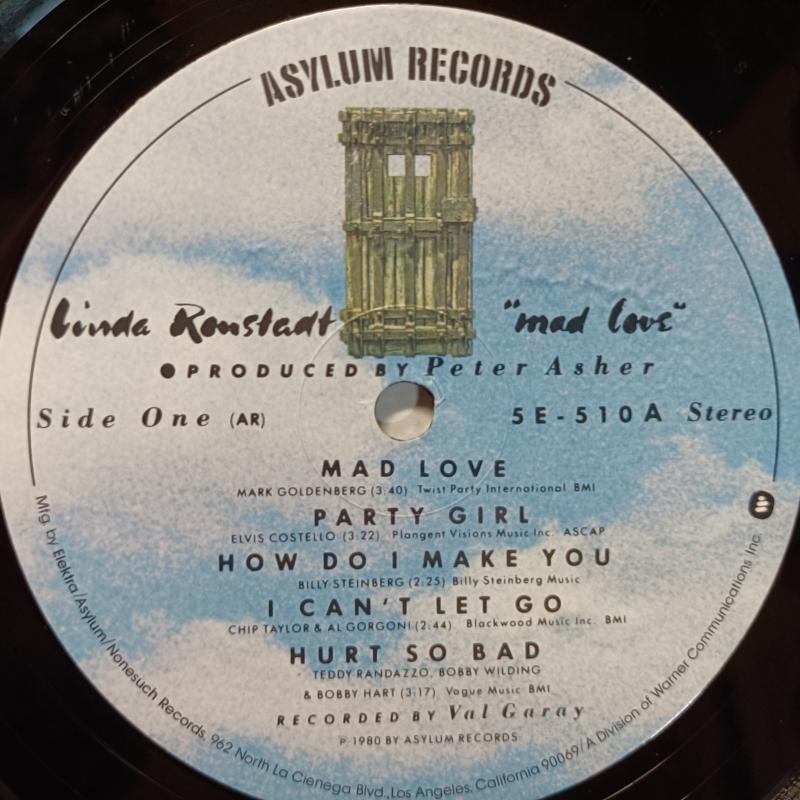 ASYLUM RECORDS
Linda Ronstadt "mad love"
● PRODUCED BY Peter Asher
Side One (AR) 5E-510A Stereo
MAD LOVE
MARK GOLDENBERG (3:40) Twist Party International BMI
PARTY GIRL
ELVIS COSTELLO (3:22) Plangent Visions Music Inc. ASCAP
HOW DO I MAKE YOU
BILLY STEINBERG (2:25) Billy Steinberg Music
I CAN'T LET GO
CHIP TAYLOR & AL GORGONI (2:44) Blackwood Music Inc. BMI
HURT SO BAD
TEDDY RANDAZZO, BOBBY WILDING
& BOBBY HART (3:17) Vogue Music BMI
RECORDED BY Val Garay
℗ 1980 BY ASYLUM RECORDS
Mfg. by Elektra/Asylum/Nonesuch Records, 962 North La Cienega Blvd., Los Angeles, California 90069/A Division of Warner Communications Inc.